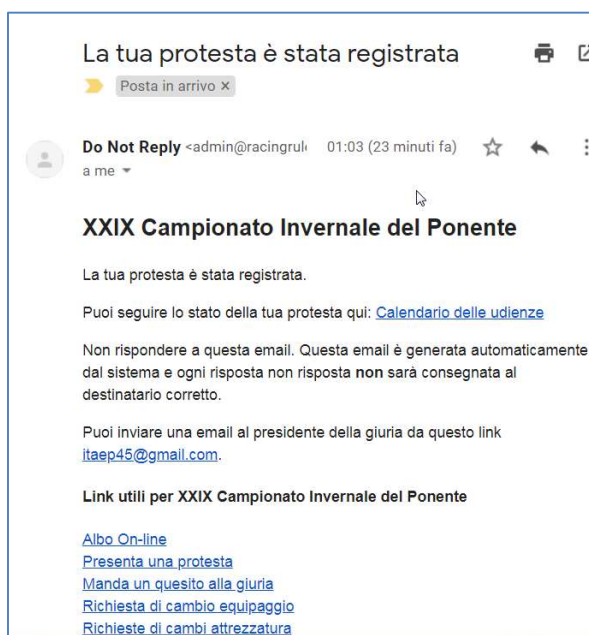 La tua protesta è stata registrata
Posta in arrivo ×
Do Not Reply <admin@racingrul 01:03 (23 minuti fa)
a me
XXIX Campionato Invernale del Ponente
La tua protesta è stata registrata.
Puoi seguire lo stato della tua protesta qui: Calendario delle udienze
Non rispondere a questa email. Questa email è generata automaticamente
dal sistema e ogni risposta non risposta non sarà consegnata al
destinatario corretto.
Puoi inviare una email al presidente della giuria da questo link
itaep45@gmail.com.
Link utili per XXIX Campionato Invernale del Ponente
Albo On-line
Presenta una protesta
Manda un quesito alla giuria
Richiesta di cambio equipaggio
Richieste di cambi attrezzatura